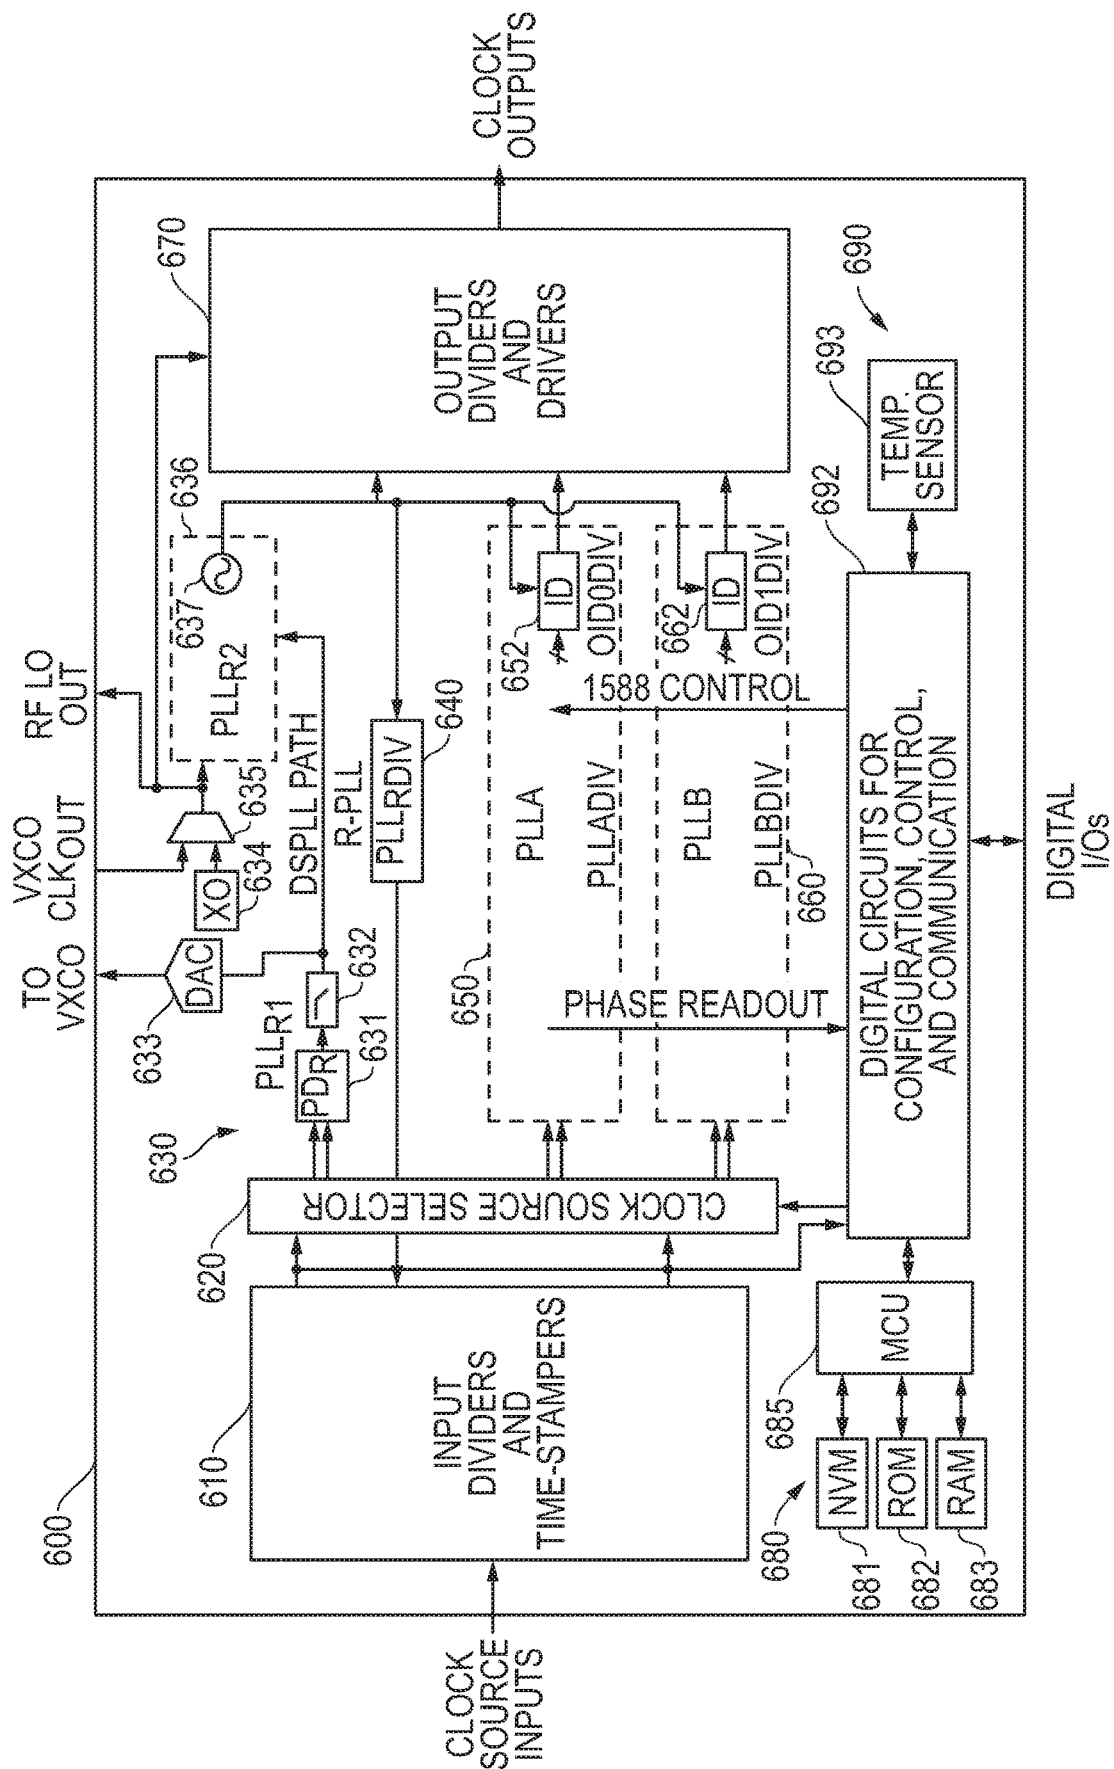 600
CLOCK
SOURCE
INPUTS
610
INPUT
DIVIDERS
AND
TIME-STAMPERS
620
CLOCK SOURCE SELECTOR
630
PLLR1
PDR
631
632
633
DAC
TO
VXCO
VXCO
CLKOUT
RF LO
OUT
XO
634
635
PLLR2
636
637
DSPLL PATH
R-PLL
PLLRDIV
640
650
PLLA
PLLADIV
652
ID
OID0DIV
PLLB
PLLBDIV
660
662
ID
OID1DIV
PHASE READOUT
1588 CONTROL
670
OUTPUT
DIVIDERS
AND
DRIVERS
CLOCK
OUTPUTS
680
NVM
681
ROM
682
RAM
683
685
MCU
DIGITAL CIRCUITS FOR
CONFIGURATION, CONTROL,
AND COMMUNICATION
692
690
693
TEMP.
SENSOR
DIGITAL
I/Os